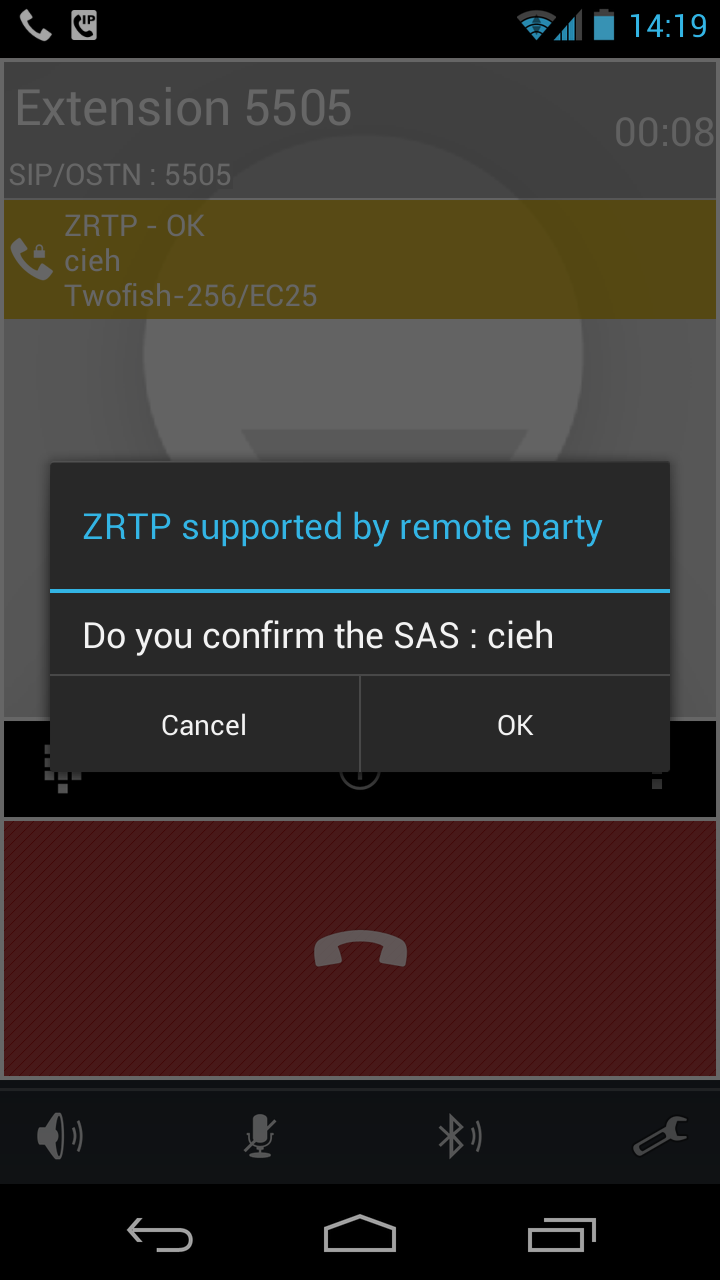 IP
14:19
Extension 5505
00:08
SIP/OSTN : 5505
ZRTP - OK
cieh
Twofish-256/EC25
ZRTP supported by remote party
Do you confirm the SAS : cieh
Cancel
OK